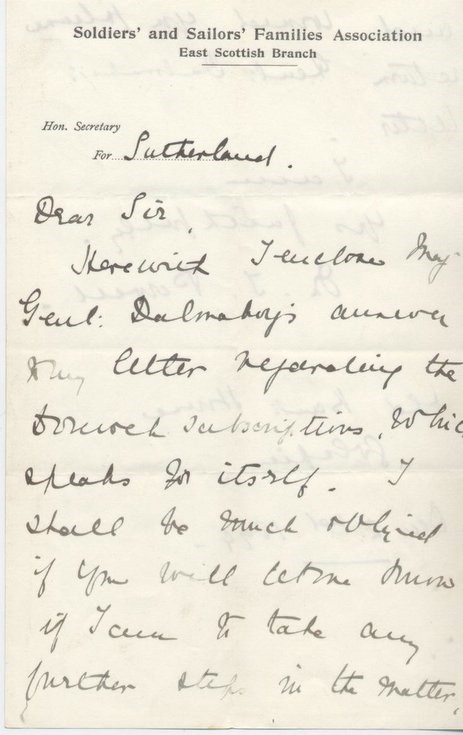 Soldiers' and Sailors' Families Association
East Scottish Branch
Hon. Secretary
For Sutherland.
Dear Sir,
Herewith I enclose Maj
Genl: Dalmahoy's answer
to my letter regarding the
Dornoch Subscriptions, whic
speaks for itself. I
shall be much obliged
if you will let me know
if I am to take any
further steps in the matter,